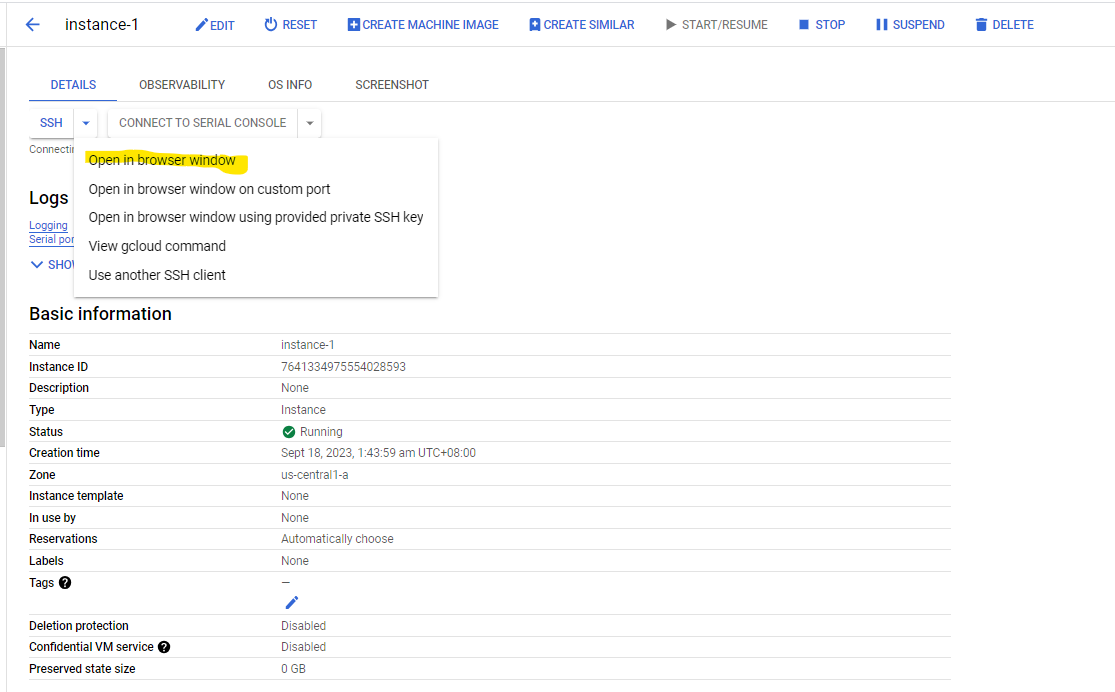 instance-1 EDIT RESET CREATE MACHINE IMAGE CREATE SIMILAR START/RESUME STOP SUSPEND DELETE
DETAILS OBSERVABILITY OS INFO SCREENSHOT
SSH CONNECT TO SERIAL CONSOLE
Connectin
Open in browser window
Open in browser window on custom port
Open in browser window using provided private SSH key
View gcloud command
Use another SSH client
Logs
Logging
Serial por
SHOW
Basic information
Name instance-1
Instance ID 7641334975554028593
Description None
Type Instance
Status Running
Creation time Sept 18, 2023, 1:43:59 am UTC+08:00
Zone us-central1-a
Instance template None
In use by None
Reservations Automatically choose
Labels None
Tags ? —
Deletion protection Disabled
Confidential VM service ? Disabled
Preserved state size 0 GB